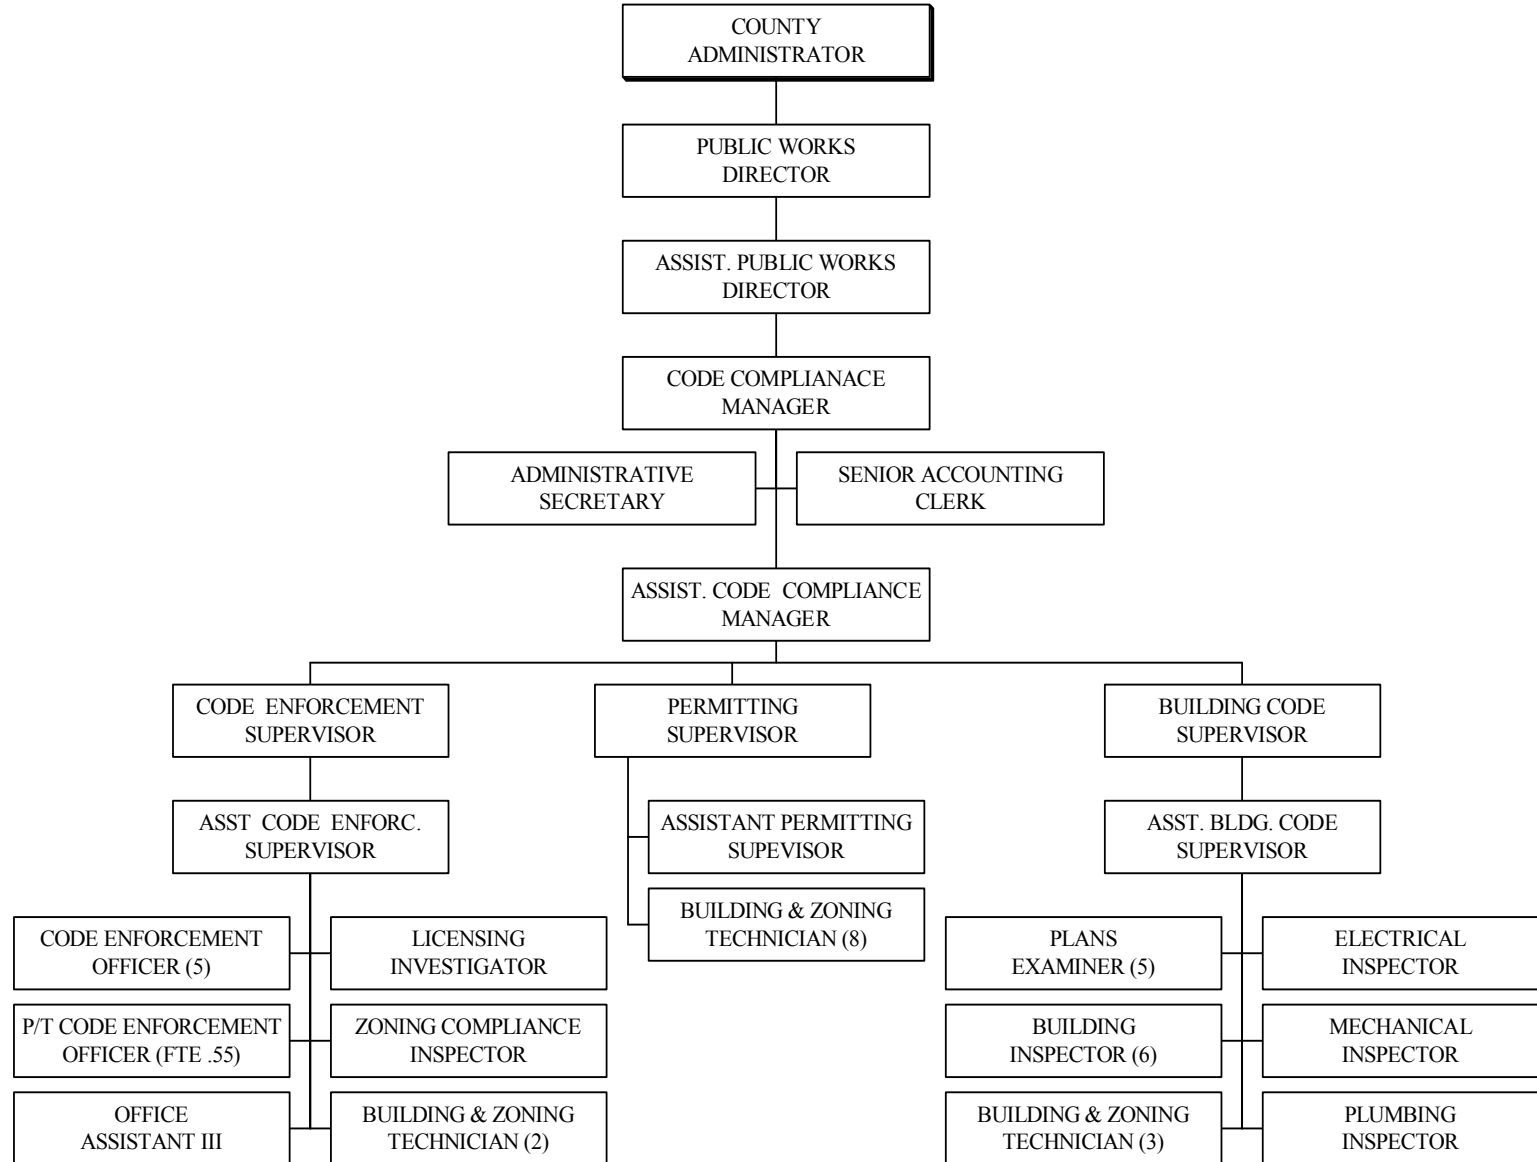 COUNTY
ADMINISTRATOR
PUBLIC WORKS
DIRECTOR
ASSIST. PUBLIC WORKS
DIRECTOR
CODE COMPLIANACE
MANAGER
ADMINISTRATIVE
SECRETARY
SENIOR ACCOUNTING
CLERK
ASSIST. CODE COMPLIANCE
MANAGER
CODE ENFORCEMENT
SUPERVISOR
PERMITTING
SUPERVISOR
BUILDING CODE
SUPERVISOR
ASST CODE ENFORC.
SUPERVISOR
ASSISTANT PERMITTING
SUPEVISOR
ASST. BLDG. CODE
SUPERVISOR
BUILDING & ZONING
TECHNICIAN (8)
CODE ENFORCEMENT
OFFICER (5)
LICENSING
INVESTIGATOR
PLANS
EXAMINER (5)
ELECTRICAL
INSPECTOR
P/T CODE ENFORCEMENT
OFFICER (FTE .55)
ZONING COMPLIANCE
INSPECTOR
BUILDING
INSPECTOR (6)
MECHANICAL
INSPECTOR
OFFICE
ASSISTANT III
BUILDING & ZONING
TECHNICIAN (2)
BUILDING & ZONING
TECHNICIAN (3)
PLUMBING
INSPECTOR